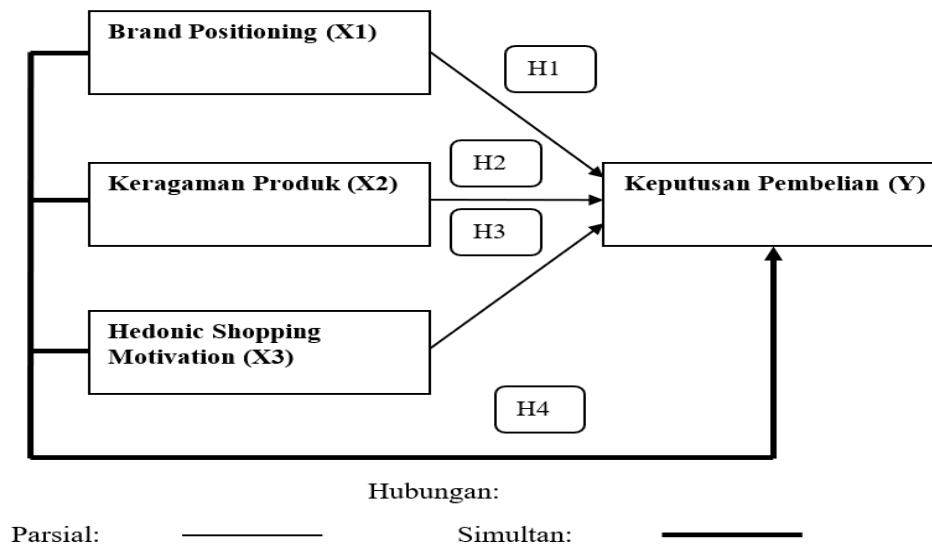 Brand Positioning (X1)
H1
H2
Keragaman Produk (X2)
Keputusan Pembelian (Y)
H3
Hedonic Shopping
Motivation (X3)
H4
Hubungan:
Parsial:
Simultan: